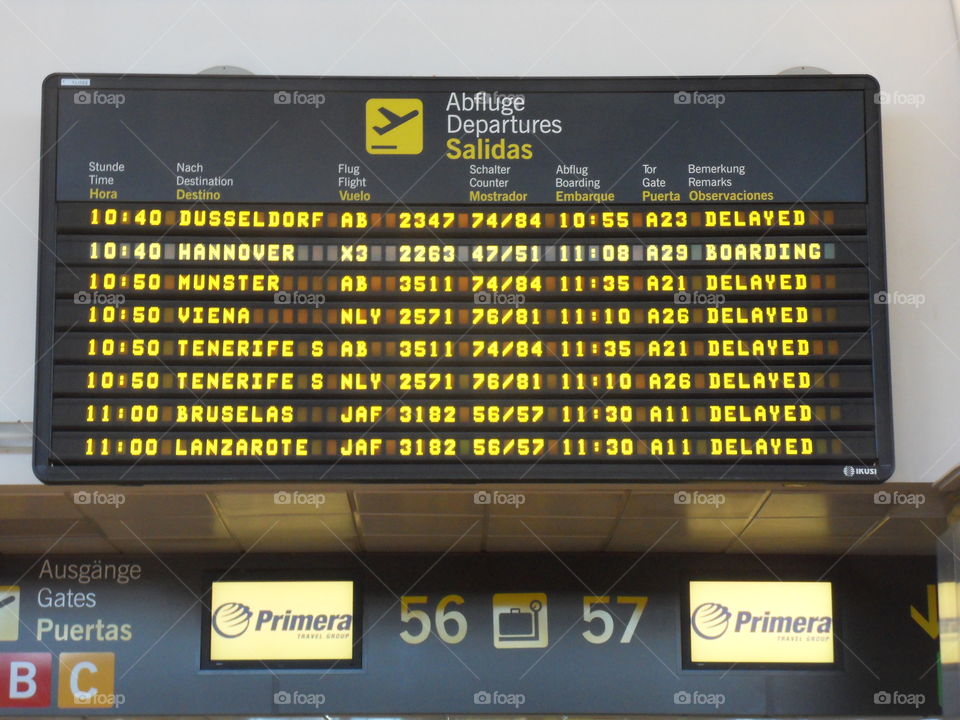 Abflüge
Departures
Salidas
Stunde Nach Flug Schalter Abflug Tor Bemerkung
Time Destination Flight Counter Boarding Gate Remarks
Hora Destino Vuelo Mostrador Embarque Puerta Observaciones
10:40 DUSSELDORF AB 2347 74/84 10:55 A23 DELAYED
10:40 HANNOVER X3 2263 47/51 11:08 A29 BOARDING
10:50 MUNSTER AB 3511 74/84 11:35 A21 DELAYED
10:50 VIENA NLY 2571 76/81 11:10 A26 DELAYED
10:50 TENERIFE S AB 3511 74/84 11:35 A21 DELAYED
10:50 TENERIFE S NLY 2571 76/81 11:10 A26 DELAYED
11:00 BRUSELAS JAF 3182 56/57 11:30 A11 DELAYED
11:00 LANZAROTE JAF 3182 56/57 11:30 A11 DELAYED
IKUSI
Ausgänge
Gates
Puertas
B C
Primera
TRAVEL GROUP
56 57
Primera
TRAVEL GROUP
foap